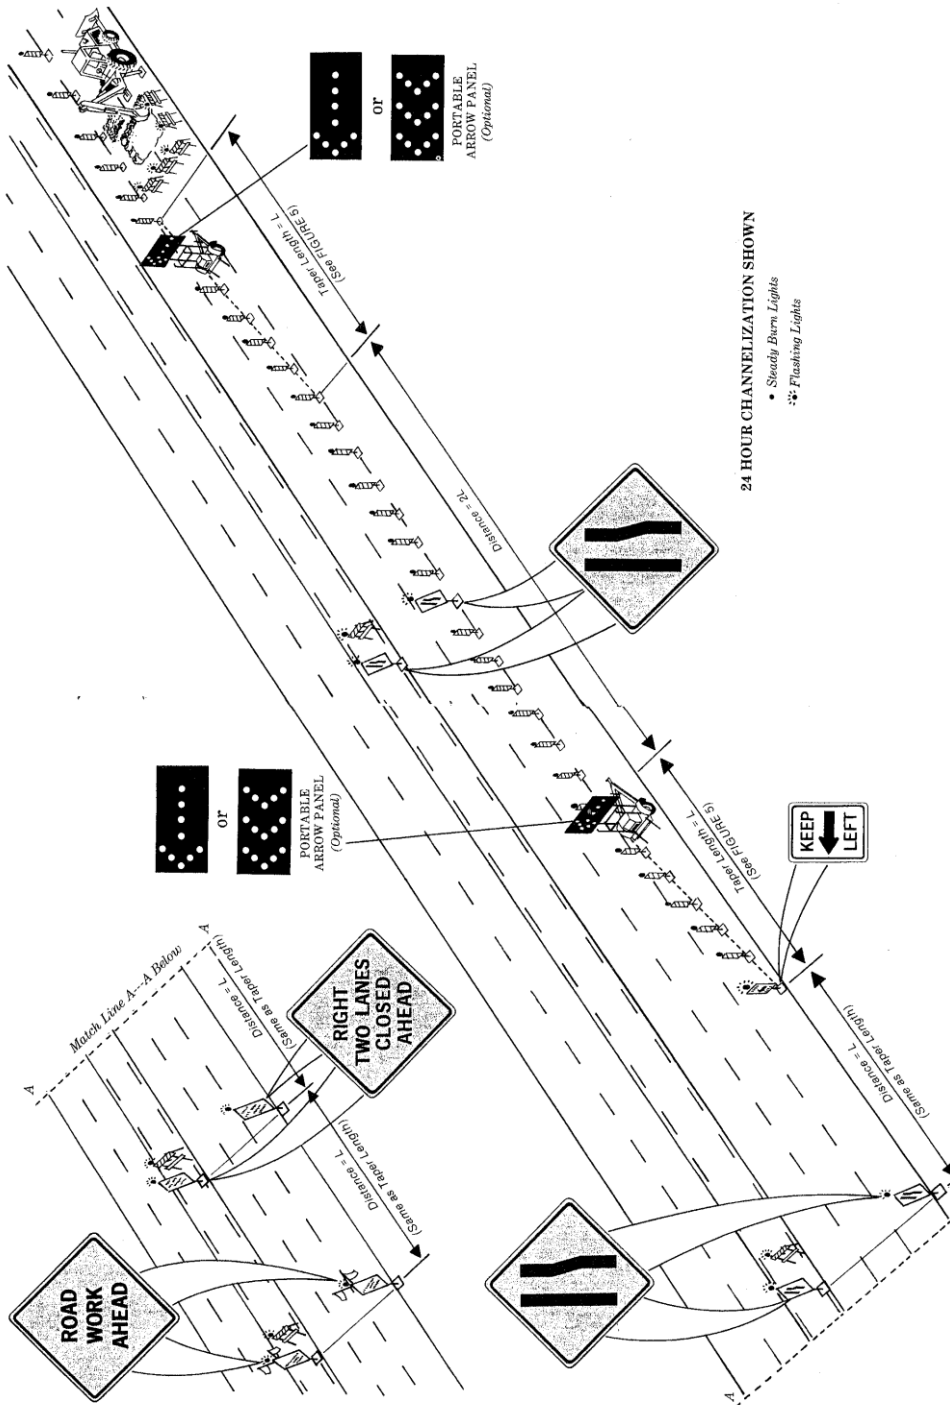 or
PORTABLE
ARROW PANEL
(Optional)
Taper Length = L
(See FIGURE 5)
24 HOUR CHANNELIZATION SHOWN
Steady Burn Lights
Flashing Lights
Distance = 2L
or
PORTABLE
ARROW PANEL
(Optional)
Taper Length = L
(See FIGURE 5)
KEEP
LEFT
Distance = L
(Same as Taper Length)
A
Match Line A---A Below
A
Distance = L
(Same as Taper Length)
RIGHT
TWO LANES
CLOSED
AHEAD
Distance = L
(Same as Taper Length)
ROAD
WORK
AHEAD
A